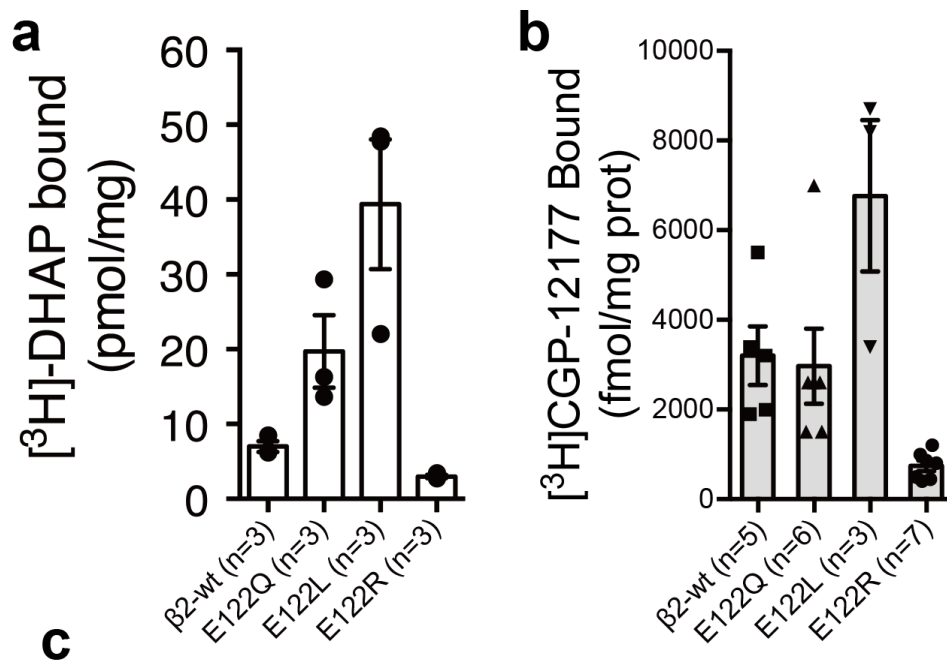 a
[³H]-DHAP bound
(pmol/mg)
60
50
40
30
20
10
0
β2-wt (n=3)
E122Q (n=3)
E122L (n=3)
E122R (n=3)
b
[³H]CGP-12177 Bound
(fmol/mg prot)
10000
8000
6000
4000
2000
0
β2-wt (n=5)
E122Q (n=6)
E122L (n=3)
E122R (n=7)
c